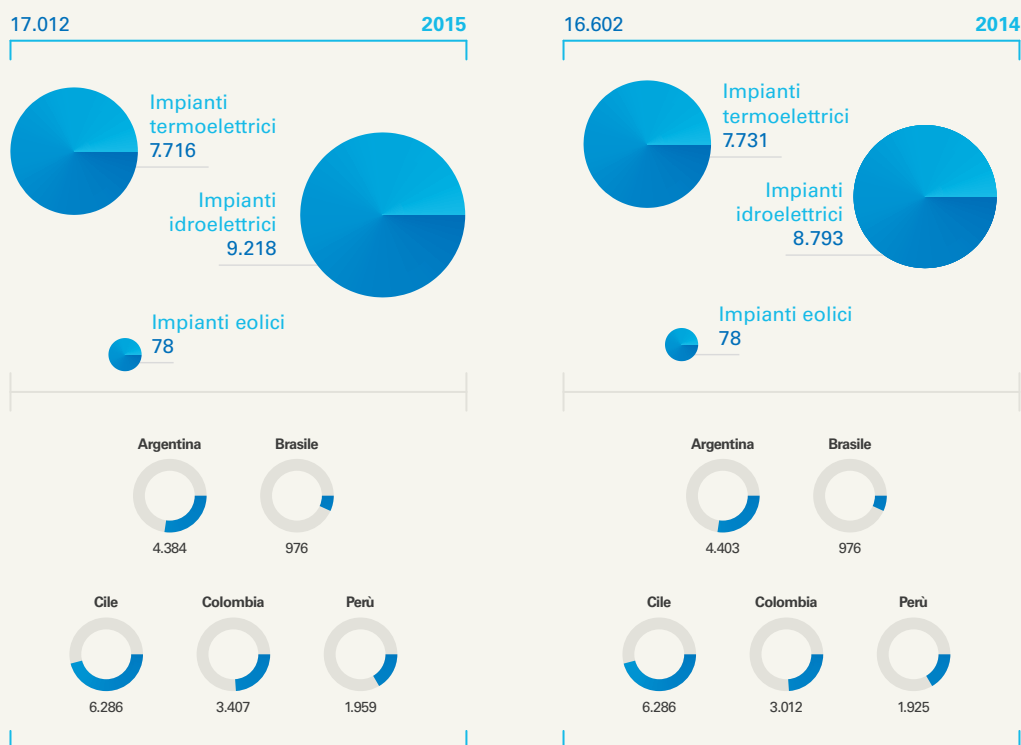 17.012 2015
Impianti
termoelettrici
7.716
Impianti
idroelettrici
9.218
Impianti eolici
78
Argentina Brasile
4.384 976
Cile Colombia Perù
6.286 3.407 1.959
16.602 2014
Impianti
termoelettrici
7.731
Impianti
idroelettrici
8.793
Impianti eolici
78
Argentina Brasile
4.403 976
Cile Colombia Perù
6.286 3.012 1.925